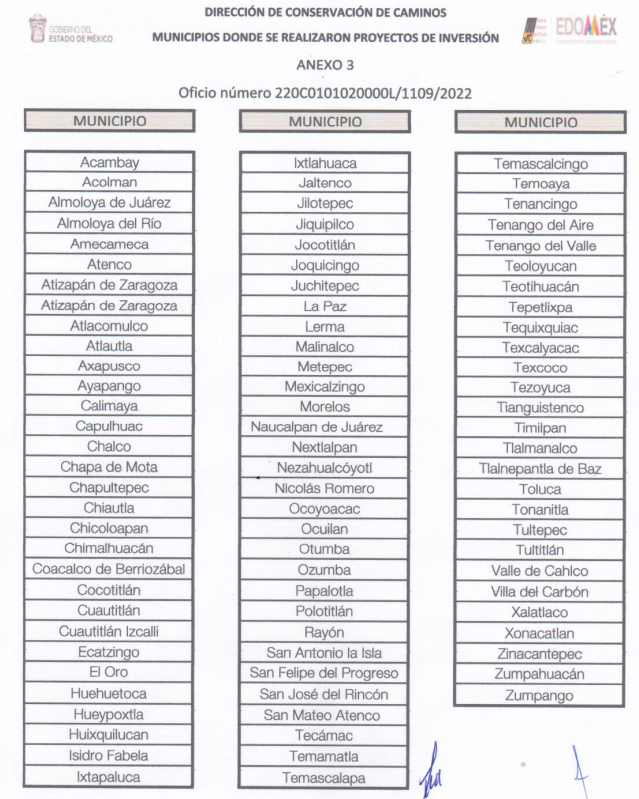 DIRECCIÓN DE CONSERVACIÓN DE CAMINOS
GOBIERNO DEL
ESTADO DE MÉXICO
EDOMÉX
MUNICIPIOS DONDE SE REALIZARON PROYECTOS DE INVERSIÓN
ANEXO 3
Oficio número 220C0101020000L/1109/2022
MUNICIPIO
Acambay
Acolman
Almoloya de Juárez
Almoloya del Río
Amecameca
Atenco
Atizapán de Zaragoza
Atizapán de Zaragoza
Atlacomulco
Atlautla
Axapusco
Ayapango
Calimaya
Capulhuac
Chalco
Chapa de Mota
Chapultepec
Chiautla
Chicoloapan
Chimalhuacán
Coacalco de Berriozábal
Cocotitlán
Cuautitlán
Cuautitlán Izcalli
Ecatzingo
El Oro
Huehuetoca
Hueypoxtla
Huixquilucan
Isidro Fabela
Ixtapaluca
MUNICIPIO
Ixtlahuaca
Jaltenco
Jilotepec
Jiquipilco
Jocotitlán
Joquicingo
Juchitepec
La Paz
Lerma
Malinalco
Metepec
Mexicalzingo
Morelos
Naucalpan de Juárez
Nextlalpan
Nezahualcóyotl
Nicolás Romero
Ocoyoacac
Ocuilan
Otumba
Ozumba
Papalotla
Polotitlán
Rayón
San Antonio la Isla
San Felipe del Progreso
San José del Rincón
San Mateo Atenco
Tecámac
Temamatla
Temascalapa
MUNICIPIO
Temascalcingo
Temoaya
Tenancingo
Tenango del Aire
Tenango del Valle
Teoloyucan
Teotihuacán
Tepetlixpa
Tequixquiac
Texcalyacac
Texcoco
Tezoyuca
Tianguistenco
Timilpan
Tlalmanalco
Tlalnepantla de Baz
Toluca
Tonanitla
Tultepec
Tultitlán
Valle de Cahlco
Villa del Carbón
Xalatlaco
Xonacatlan
Zinacantepec
Zumpahuacán
Zumpango